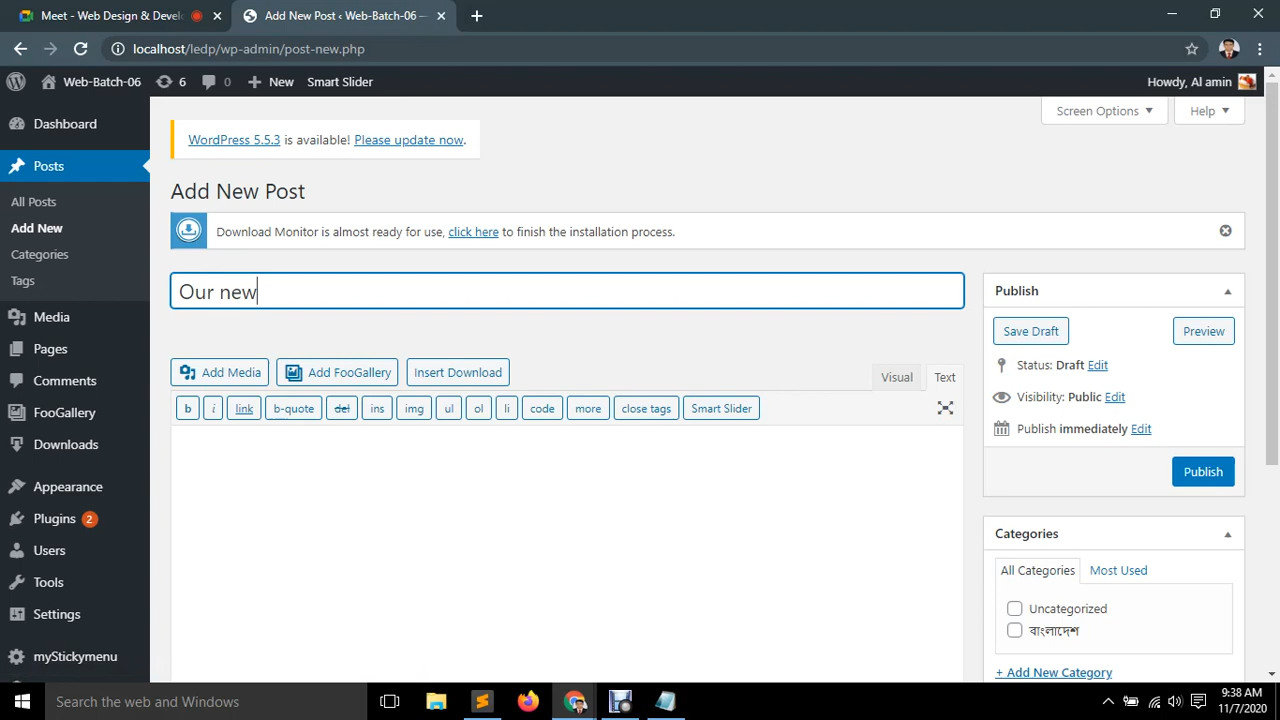 Meet - Web Design & Devel
Add New Post ‹ Web-Batch-06 —
localhost/ledp/wp-admin/post-new.php
Web-Batch-06 6 0 New Smart Slider Howdy, Al amin
Screen Options Help
Dashboard
WordPress 5.5.3 is available! Please update now.
Posts
All Posts
Add New
Categories
Tags
Media
Pages
Comments
FooGallery
Downloads
Appearance
Plugins 2
Users
Tools
Settings
myStickymenu
Add New Post
Download Monitor is almost ready for use, click here to finish the installation process.
Our new
Add Media Add FooGallery Insert Download
Visual Text
b i link b-quote del ins img ul ol li code more close tags Smart Slider
Publish
Save Draft Preview
Status: Draft Edit
Visibility: Public Edit
Publish immediately Edit
Publish
Categories
All Categories Most Used
Uncategorized
বাংলাদেশ
+ Add New Category
Search the web and Windows
9:38 AM
11/7/2020